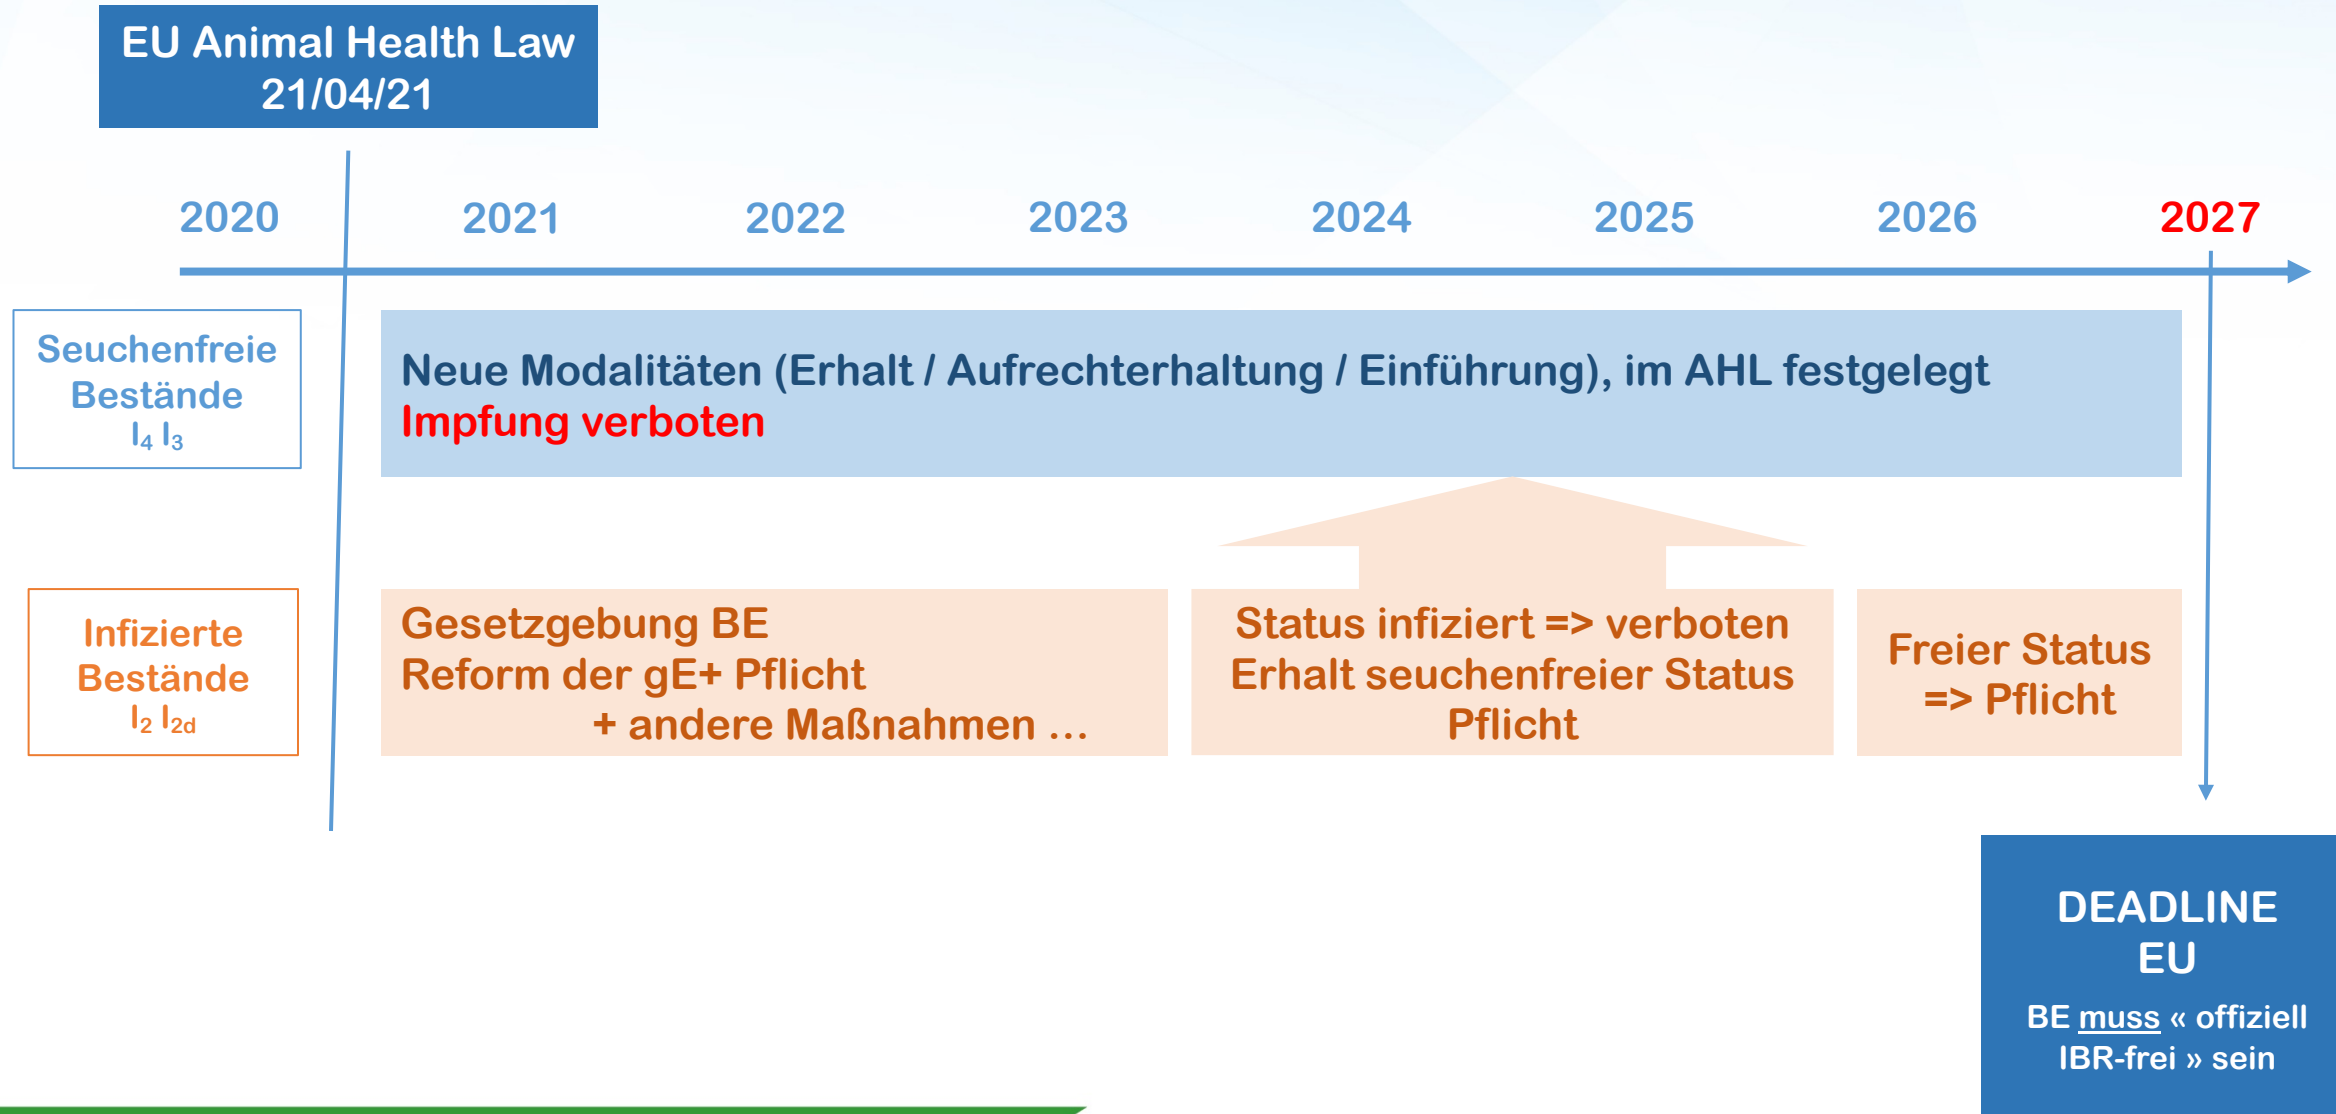 EU Animal Health Law
21/04/21
2020 2021 2022 2023 2024 2025 2026 2027
Seuchenfreie
Bestände
I4 I3
Neue Modalitäten (Erhalt / Aufrechterhaltung / Einführung), im AHL festgelegt
Impfung verboten
Infizierte
Bestände
I2 I2d
Gesetzgebung BE
Reform der gE+ Pflicht
+ andere Maßnahmen ...
Status infiziert => verboten
Erhalt seuchenfreier Status
Pflicht
Freier Status
=> Pflicht
DEADLINE
EU
BE muss « offiziell
IBR-frei » sein